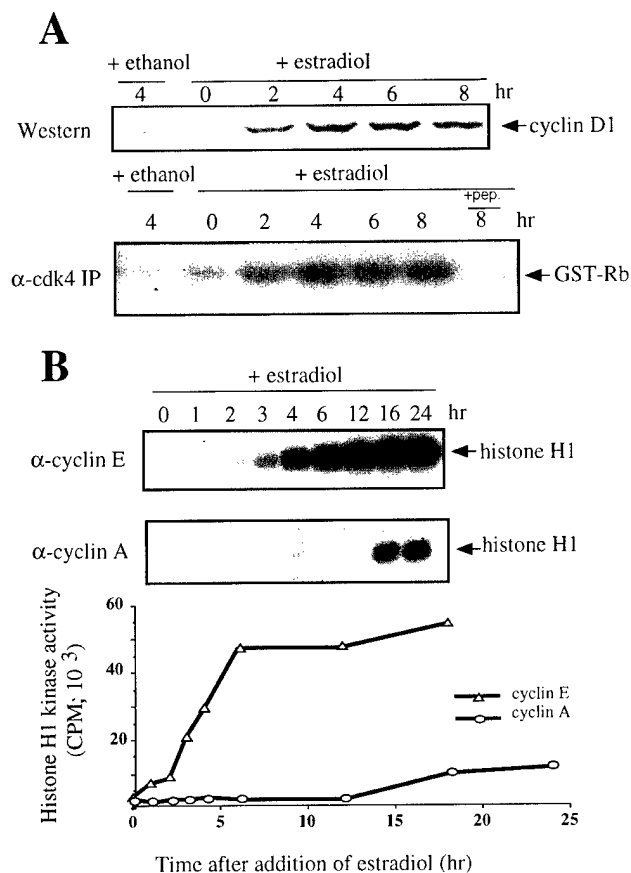 A
+ ethanol + estradiol
4 0 2 4 6 8 hr
Western cyclin D1
+ ethanol + estradiol
+pep.
4 0 2 4 6 8 8 hr
α-cdk4 IP GST-Rb
B
+ estradiol
0 1 2 3 4 6 12 16 24 hr
α-cyclin E histone H1
α-cyclin A histone H1
Histone H1 kinase activity
(CPM; 10 3)
60
40
20
cyclin E
cyclin A
0 5 10 15 20 25
Time after addition of estradiol (hr)